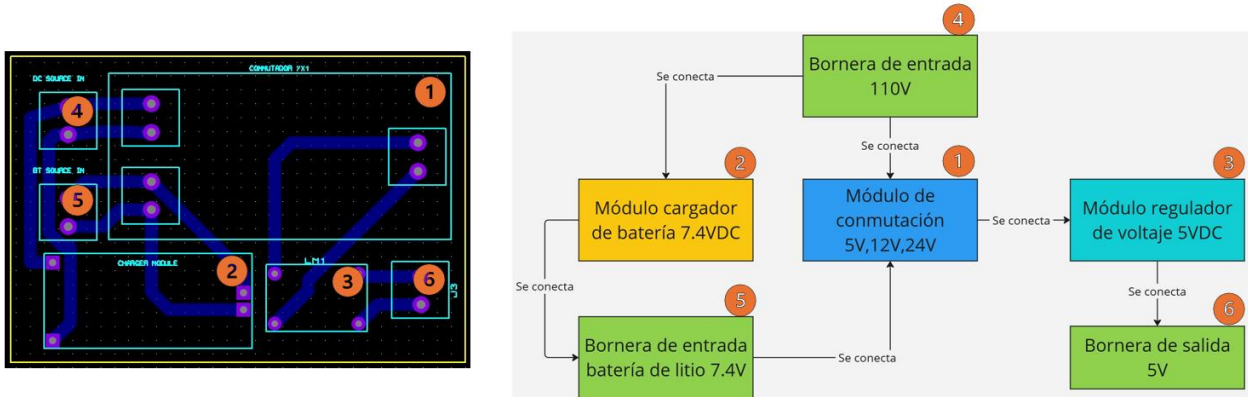 DC SOURCE IN
COMMUTADOR YX1
1
4
BT SOURCE IN
5
CHARGER MODULE
2
LM1
3
6
J3
4
Bornera de entrada
110V
Se conecta
Se conecta
2
Módulo cargador
de batería 7.4VDC
1
Módulo de
conmutación
5V,12V,24V
Se conecta
3
Módulo regulador
de voltaje 5VDC
Se conecta
5
Bornera de entrada
batería de litio 7.4V
Se conecta
Se conecta
6
Bornera de salida
5V